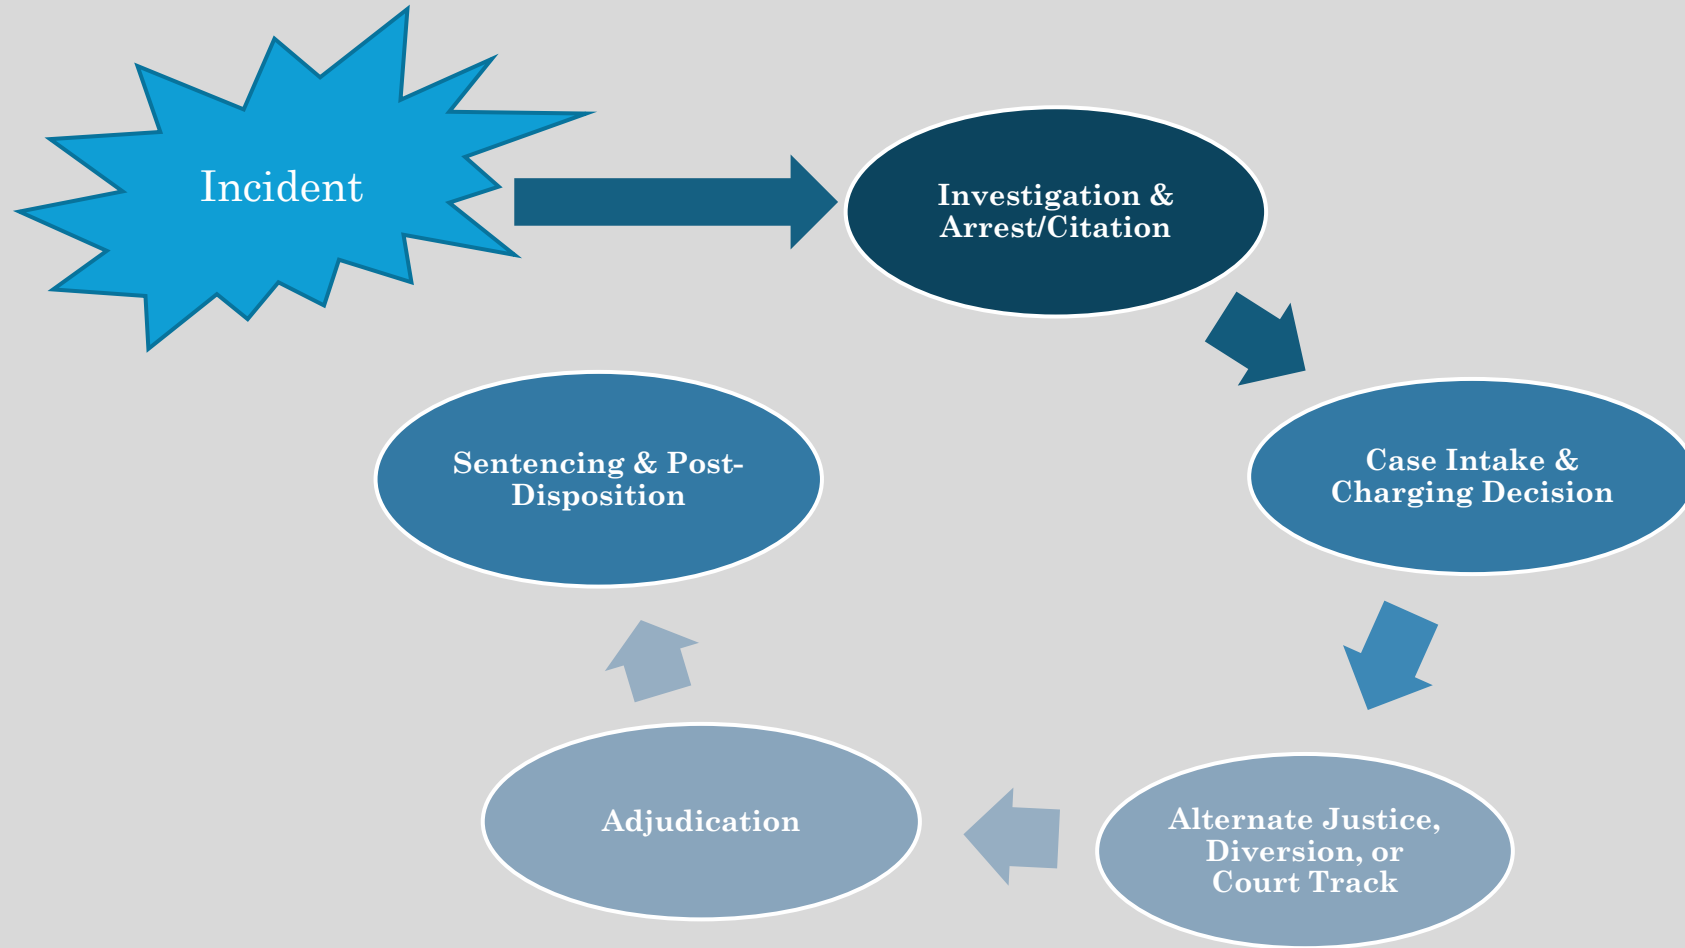 Incident
Investigation &
Arrest/Citation
Case Intake &
Charging Decision
Alternate Justice,
Diversion, or
Court Track
Adjudication
Sentencing & Post-
Disposition